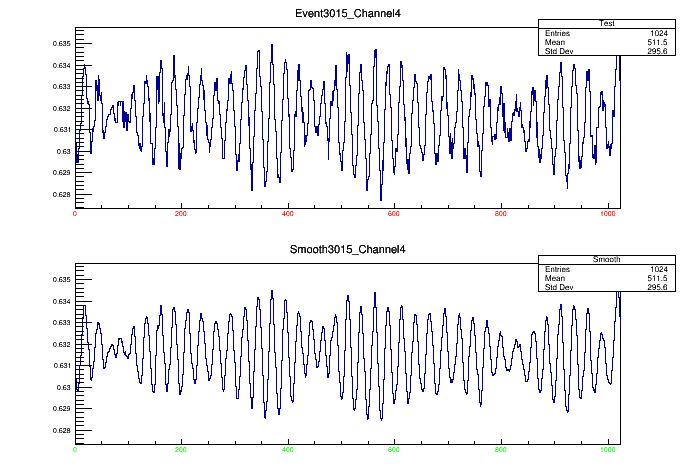 Event3015_Channel4
Test
Entries 1024
Mean 511.5
Std Dev 295.6
0.635
0.634
0.633
0.632
0.631
0.63
0.629
0.628
0 200 400 600 800 1000
Smooth3015_Channel4
Smooth
Entries 1024
Mean 511.5
Std Dev 295.6
0.635
0.634
0.633
0.632
0.631
0.63
0.629
0.628
0 200 400 600 800 1000